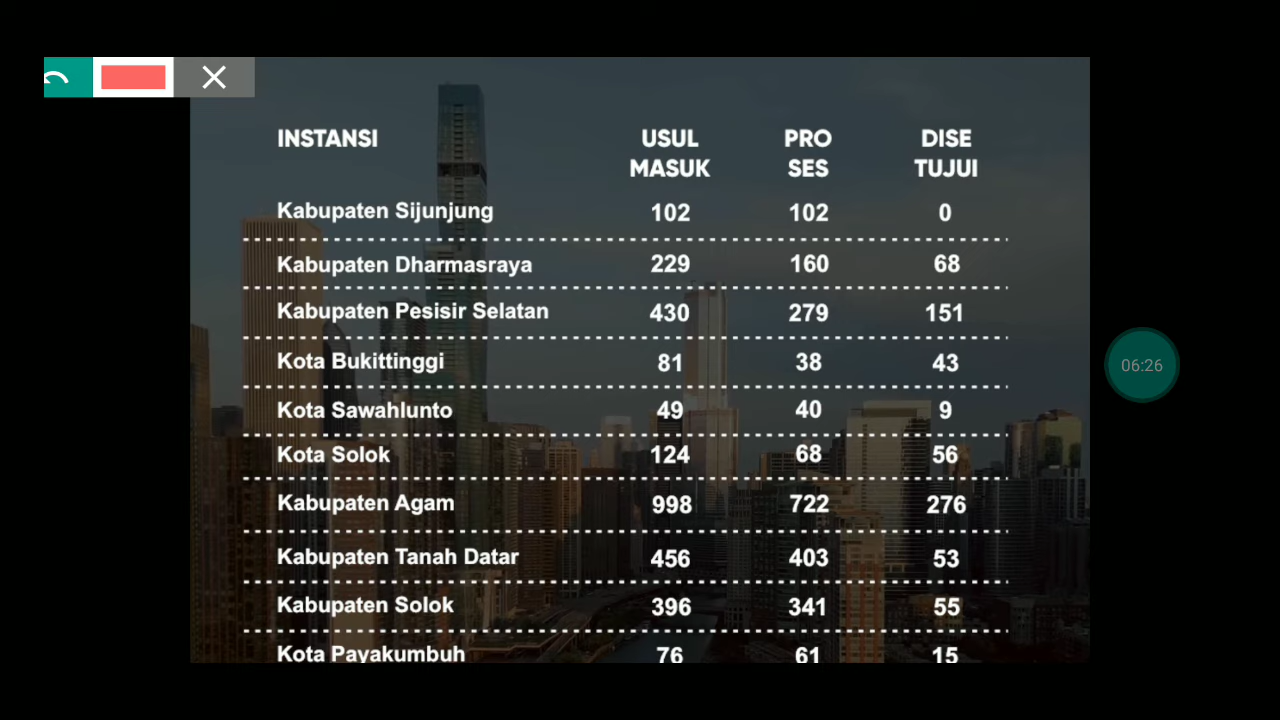 INSTANSI USUL MASUK PRO SES DISE TUJUI
Kabupaten Sijunjung 102 102 0
Kabupaten Dharmasraya 229 160 68
Kabupaten Pesisir Selatan 430 279 151
Kota Bukittinggi 81 38 43
Kota Sawahlunto 49 40 9
Kota Solok 124 68 56
Kabupaten Agam 998 722 276
Kabupaten Tanah Datar 456 403 53
Kabupaten Solok 396 341 55
Kota Payakumbuh 76 61 15
06:26